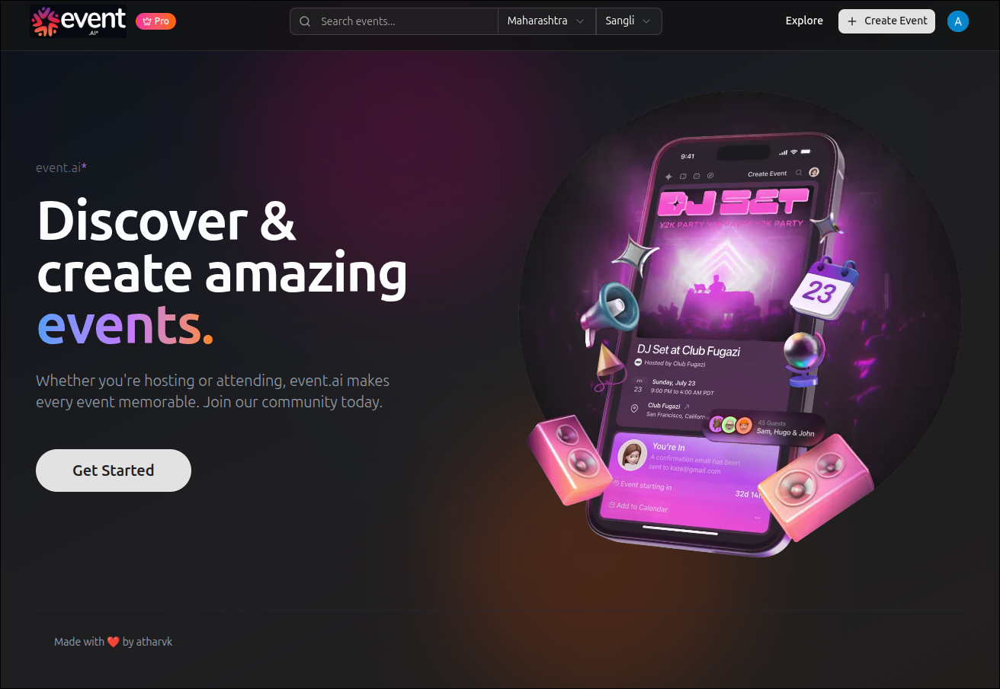 event
.AI*
Pro
Search events...
Maharashtra
Sangli
Explore
+ Create Event
A
event.ai*
Discover &
create amazing
events.
Whether you're hosting or attending, event.ai makes
every event memorable. Join our community today.
Get Started
9:41
Create Event
DJ SET
Y2K PARTY Y2K PARTY Y2K PARTY
23
DJ Set at Club Fugazi
Hosted by Club Fugazi
JUL
23
Sunday, July 23
9:00 PM to 4:00 AM PDT
Club Fugazi
San Francisco, Californ
45 Guests
Sam, Hugo & John
You're In
A confirmation email has been
sent to kate@gmail.com
Event starting in
32d 14h
Add to Calendar
...
Made with ❤️ by atharvk